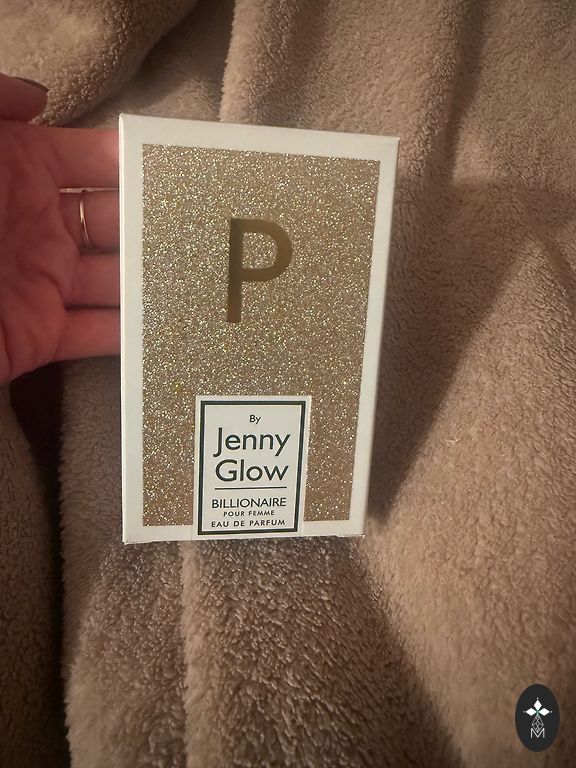 P
By
Jenny
Glow
BILLIONAIRE
POUR FEMME
EAU DE PARFUM
M